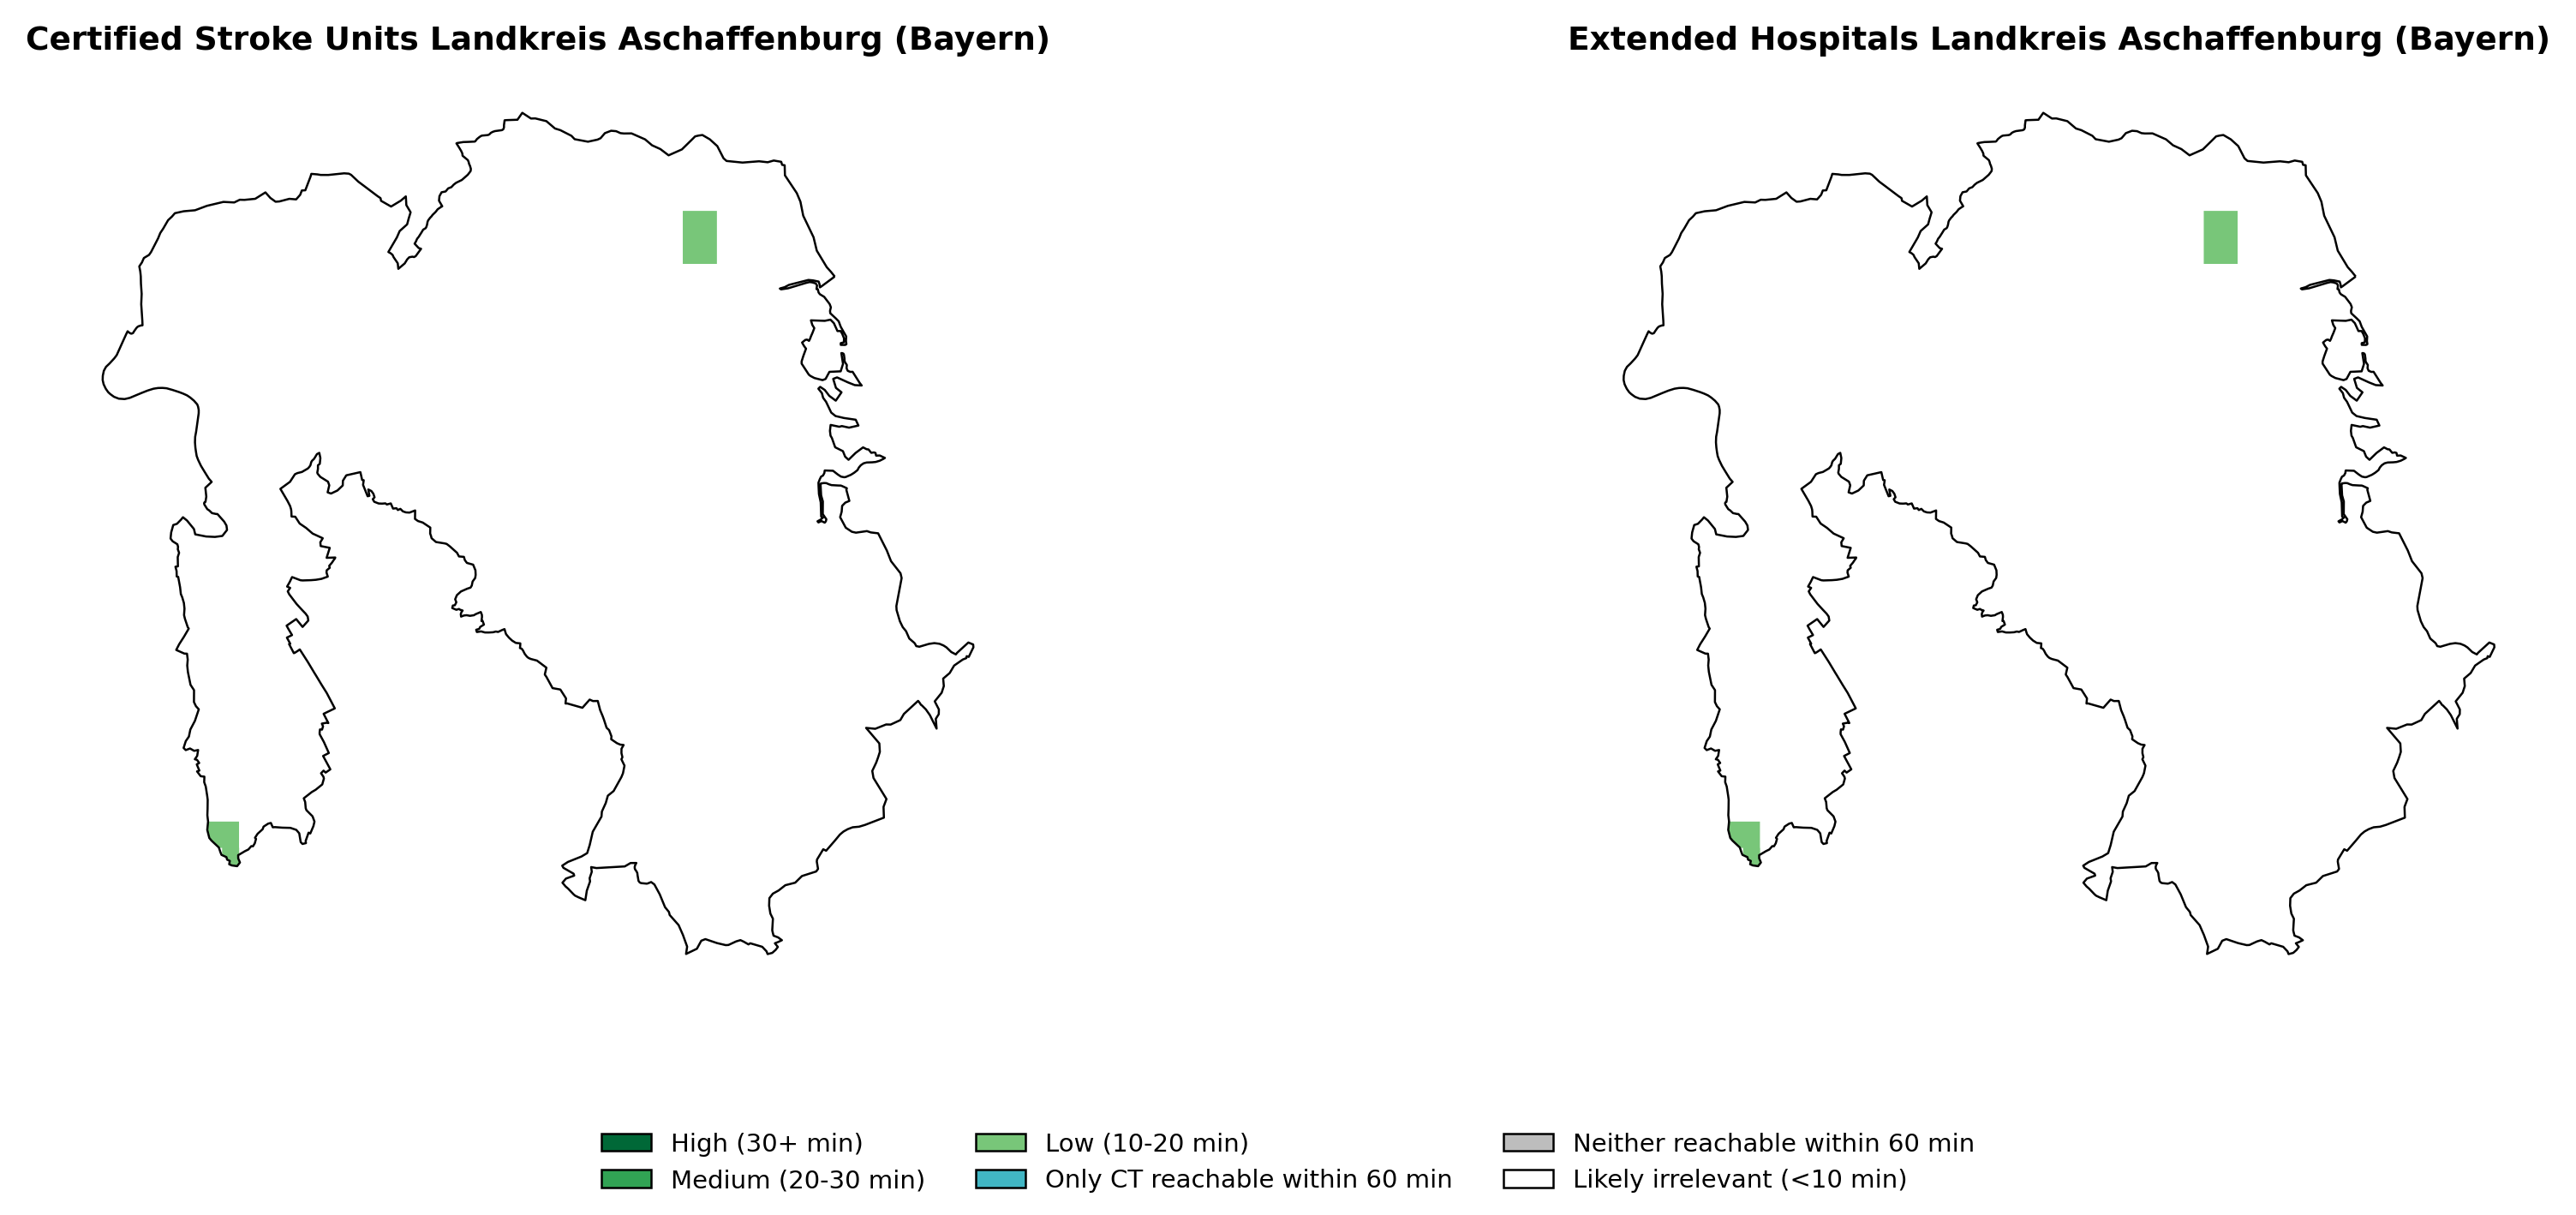 Certified Stroke Units Landkreis Aschaffenburg (Bayern)
Extended Hospitals Landkreis Aschaffenburg (Bayern)
High (30+ min)
Medium (20-30 min)
Low (10-20 min)
Only CT reachable within 60 min
Neither reachable within 60 min
Likely irrelevant (<10 min)